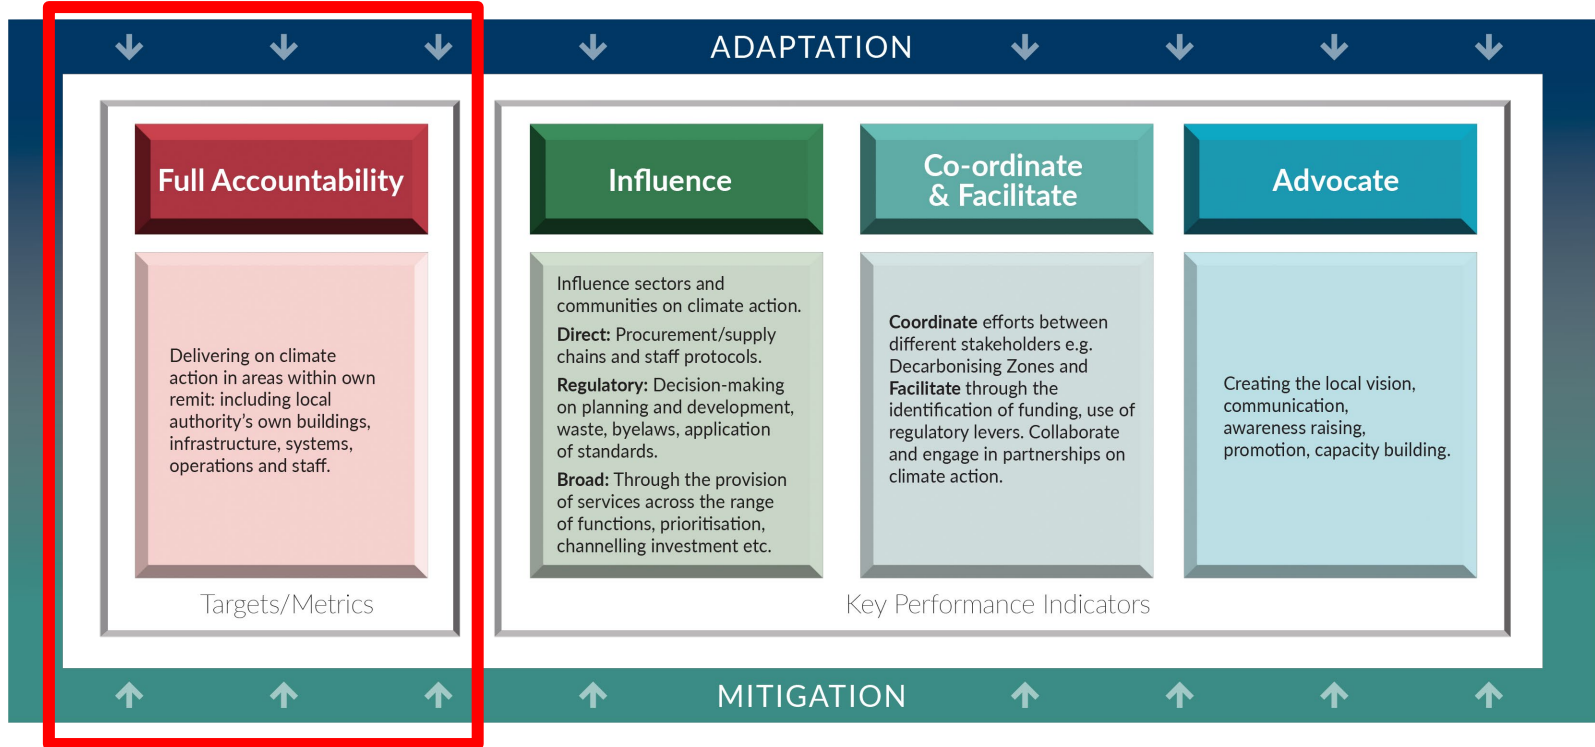 ADAPTATION
Full Accountability
Delivering on climate
action in areas within own
remit: including local
authority's own buildings,
infrastructure, systems,
operations and staff.
Targets/Metrics
Influence
Influence sectors and
communities on climate action.
Direct: Procurement/supply
chains and staff protocols.
Regulatory: Decision-making
on planning and development,
waste, byelaws, application
of standards.
Broad: Through the provision
of services across the range
of functions, prioritisation,
channelling investment etc.
Co-ordinate
& Facilitate
Coordinate efforts between
different stakeholders e.g.
Decarbonising Zones and
Facilitate through the
identification of funding, use of
regulatory levers. Collaborate
and engage in partnerships on
climate action.
Advocate
Creating the local vision,
communication,
awareness raising,
promotion, capacity building.
Key Performance Indicators
MITIGATION